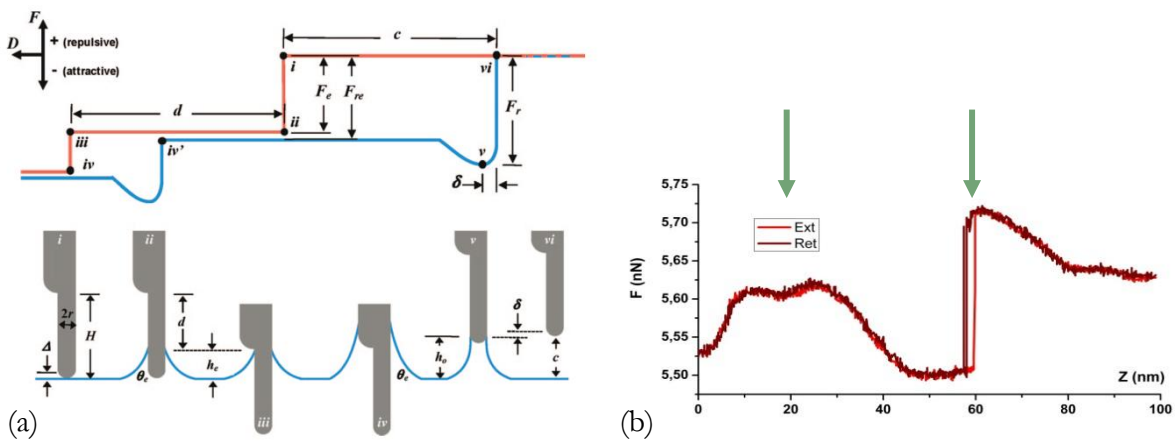 F
D
+ (repulsive)
- (attractive)
c
i
vi
d
F_e
F_re
F_r
ii
iii
iv
iv'
v
δ
i
ii
v
vi
2r
H
d
δ
Δ
h_e
h_o
c
θ_e
θ_e
iii
iv
(a)
5,75
5,70
5,65
5,60
5,55
5,50
F (nN)
Ext
Ret
Z (nm)
0 20 40 60 80 100
(b)